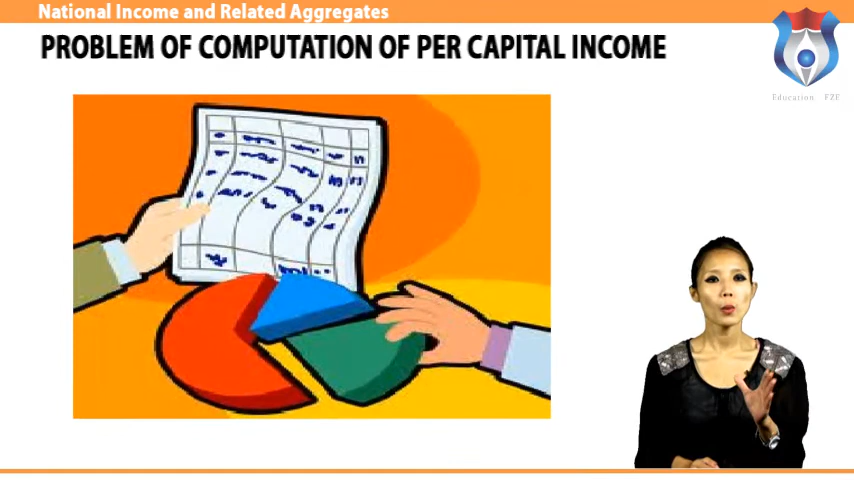 National Income and Related Aggregates
PROBLEM OF COMPUTATION OF PER CAPITAL INCOME
Education FZE